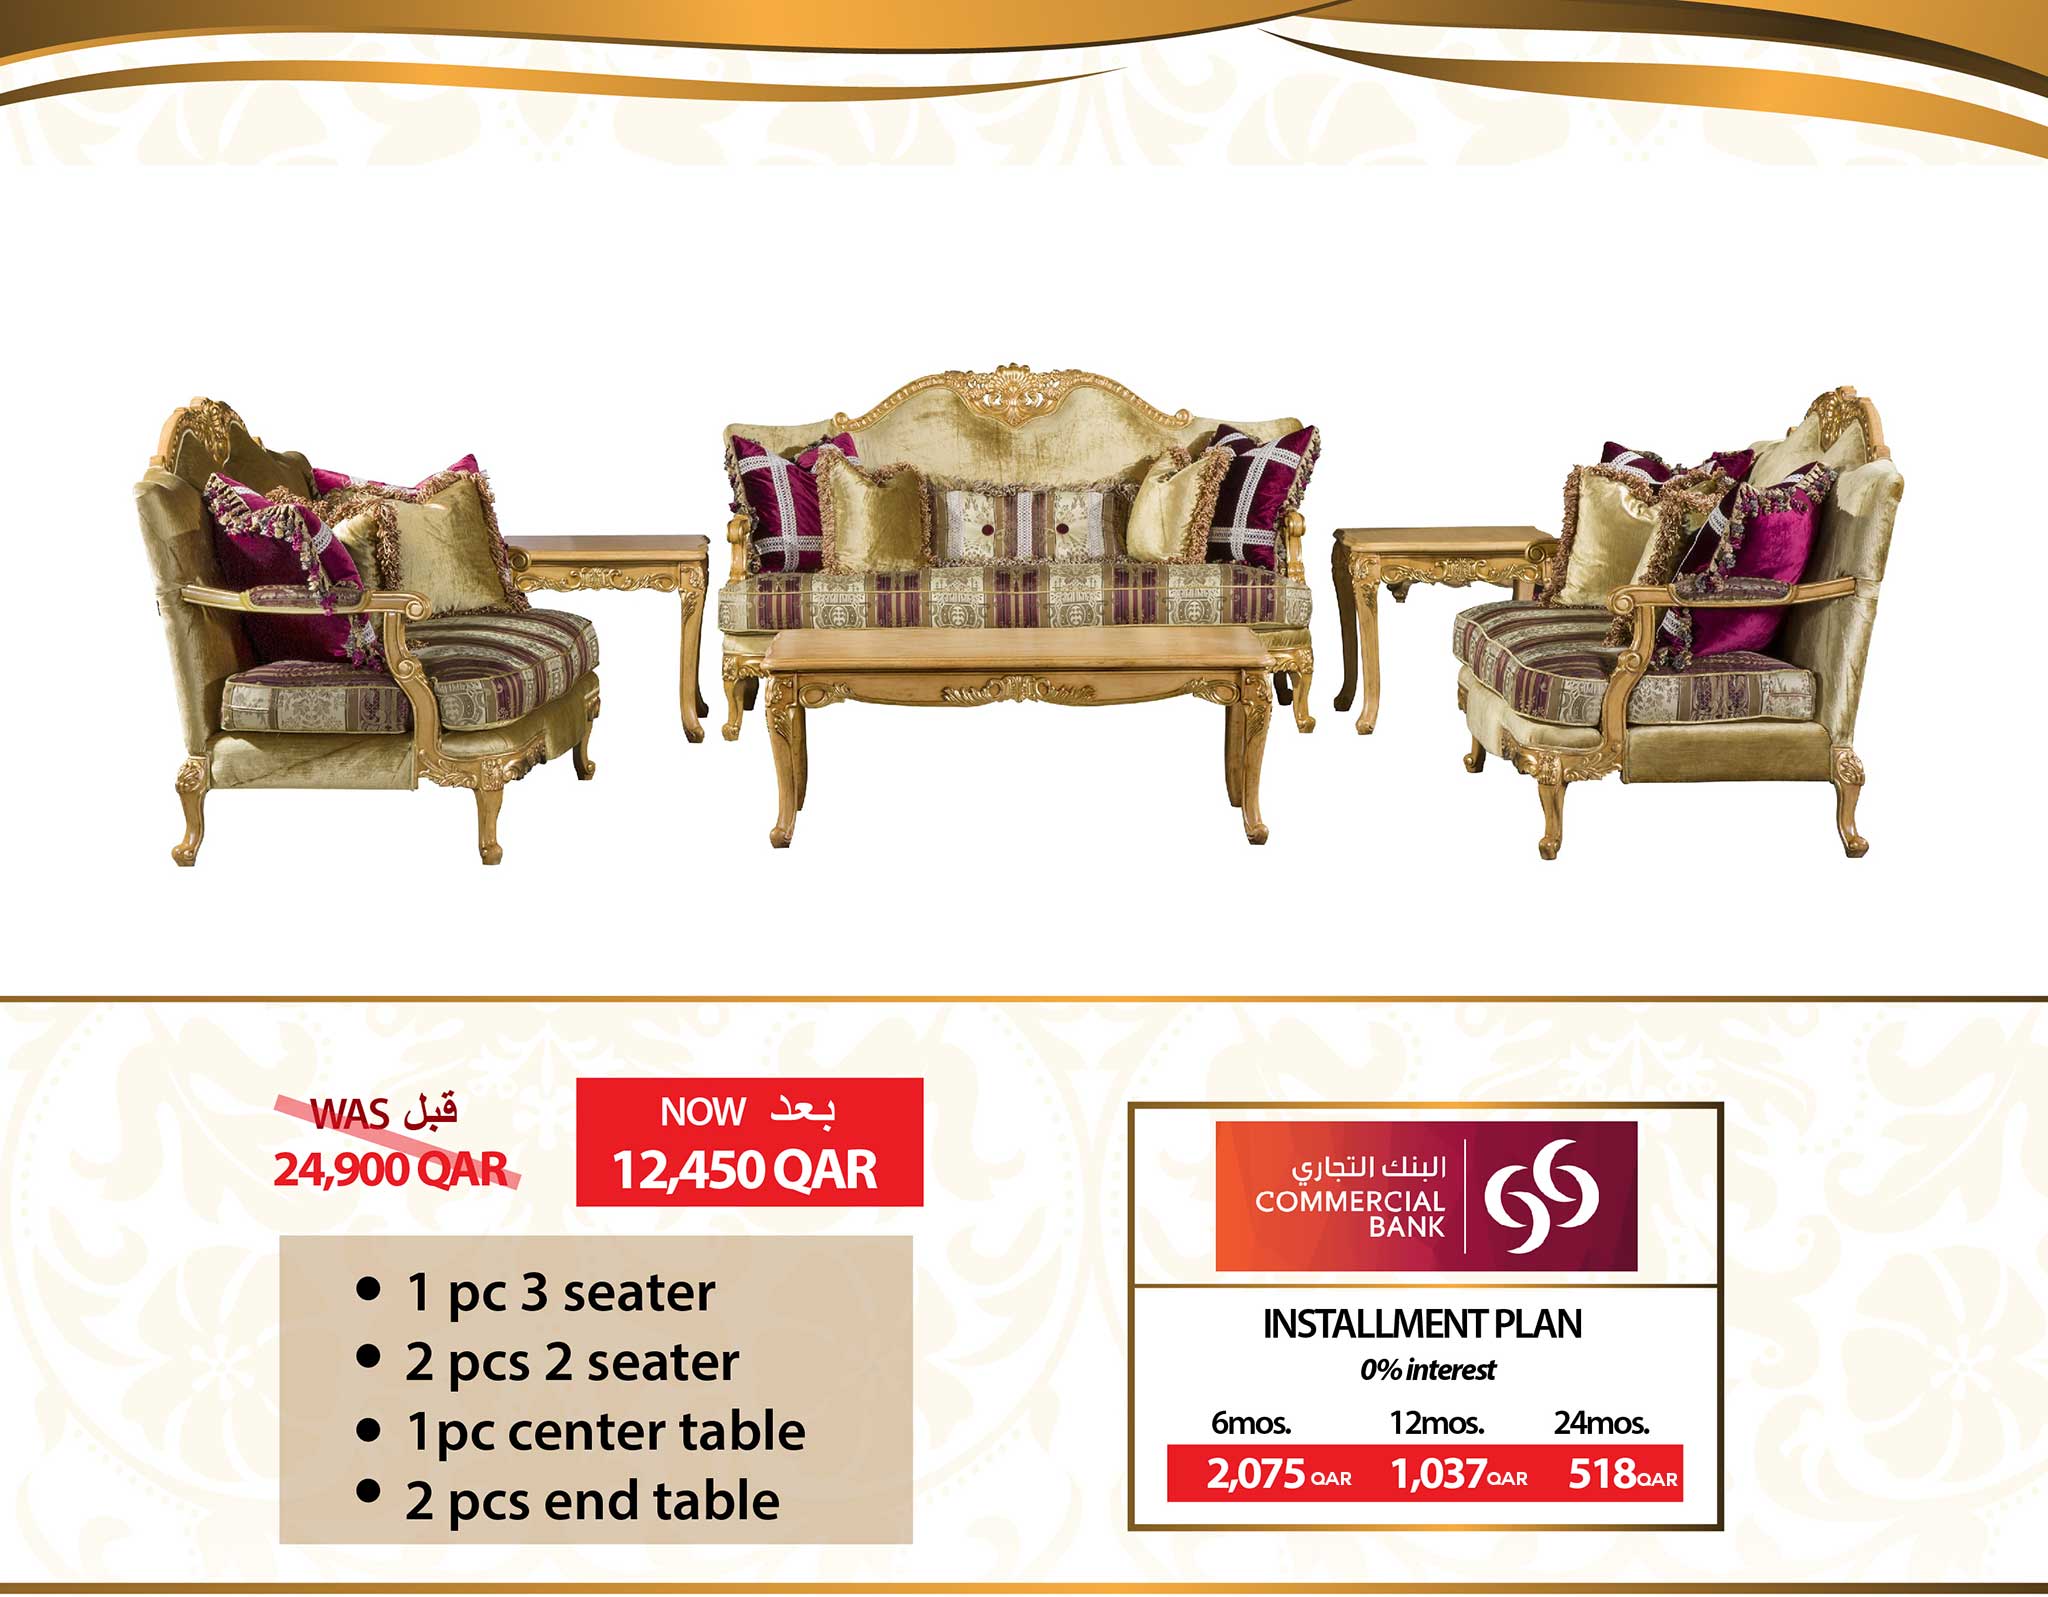 WAS قبل
24,900 QAR
NOW بعد
12,450 QAR
• 1 pc 3 seater
• 2 pcs 2 seater
• 1pc center table
• 2 pcs end table
البنك التجاري
COMMERCIAL
BANK
INSTALLMENT PLAN
0% interest
6mos. 12mos. 24mos.
2,075 QAR 1,037 QAR 518 QAR